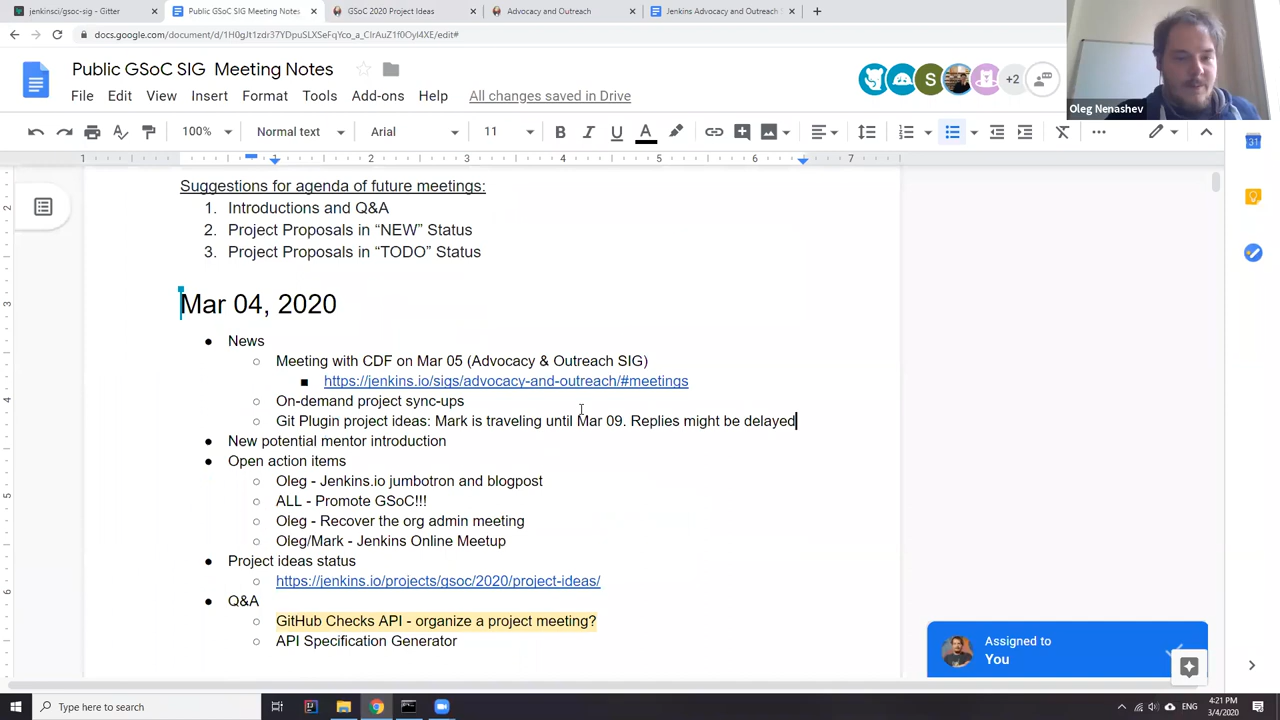 jenkinsci/gsoc-sig - Gitter
Public GSoC SIG Meeting Notes
GSoC 2020 Project Ideas
Advocacy and Outreach
Jenkins Advocacy and Outreach
docs.google.com/document/d/1H0gJt1zdr37YDpuSLXSeFqYco_a_ClrAuZ1f0OyI4XE/edit#
Public GSoC SIG Meeting Notes
+2
File Edit View Insert Format Tools Add-ons Help All changes saved in Drive
Oleg Nenashev
100% Normal text Arial 11
1 1 2 3 4 5 6 7
Suggestions for agenda of future meetings:
1. Introductions and Q&A
2. Project Proposals in “NEW” Status
3. Project Proposals in “TODO” Status
Mar 04, 2020
News
Meeting with CDF on Mar 05 (Advocacy & Outreach SIG)
https://jenkins.io/sigs/advocacy-and-outreach/#meetings
On-demand project sync-ups
Git Plugin project ideas: Mark is traveling until Mar 09. Replies might be delayed
New potential mentor introduction
Open action items
Oleg - Jenkins.io jumbotron and blogpost
ALL - Promote GSoC!!!
Oleg - Recover the org admin meeting
Oleg/Mark - Jenkins Online Meetup
Project ideas status
https://jenkins.io/projects/gsoc/2020/project-ideas/
Q&A
GitHub Checks API - organize a project meeting?
API Specification Generator
Assigned to
You
Type here to search
ENG
4:21 PM
3/4/2020